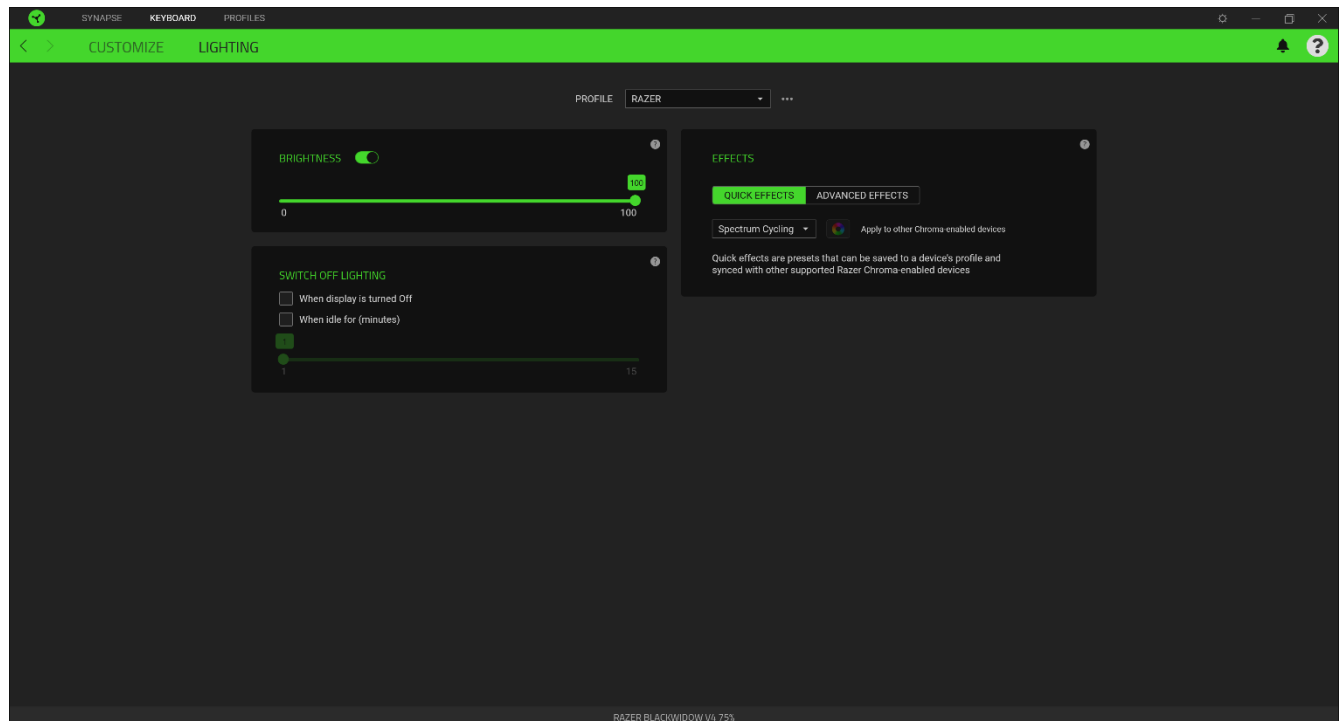 SYNAPSE KEYBOARD PROFILES
CUSTOMIZE LIGHTING
?
PROFILE RAZER
BRIGHTNESS
?
100
0 100
SWITCH OFF LIGHTING
?
When display is turned Off
When idle for (minutes)
1
1 15
EFFECTS
?
QUICK EFFECTS ADVANCED EFFECTS
Spectrum Cycling Apply to other Chroma-enabled devices
Quick effects are presets that can be saved to a device's profile and
synced with other supported Razer Chroma-enabled devices
RAZER BLACKWIDOW V4 75%